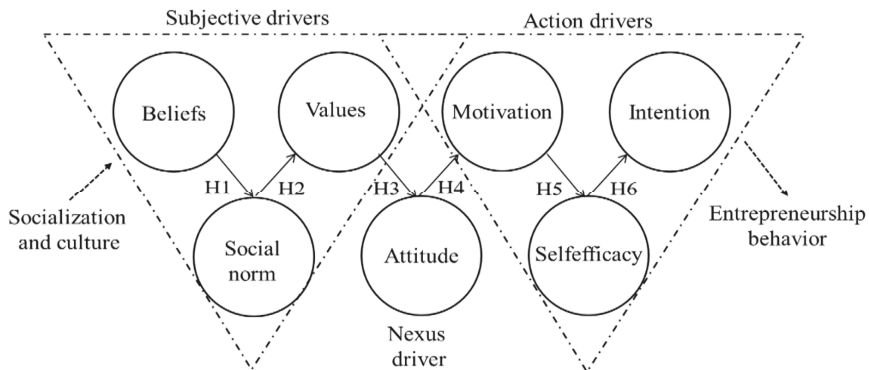 Subjective drivers
Action drivers
Beliefs
Values
Motivation
Intention
H1
H2
H3
H4
H5
H6
Socialization
and culture
Social
norm
Attitude
Selfefficacy
Entrepreneurship
behavior
Nexus
driver